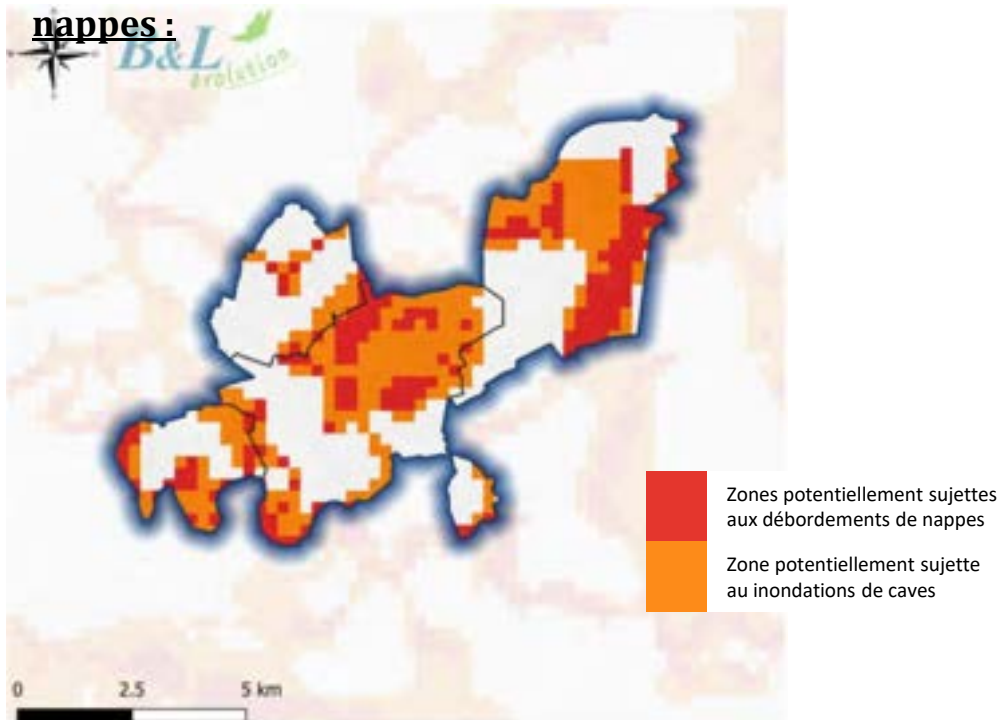 nappes :
B&L
évolution
Zones potentiellement sujettes
aux débordements de nappes
Zone potentiellement sujette
au inondations de caves
0 2.5 5 km